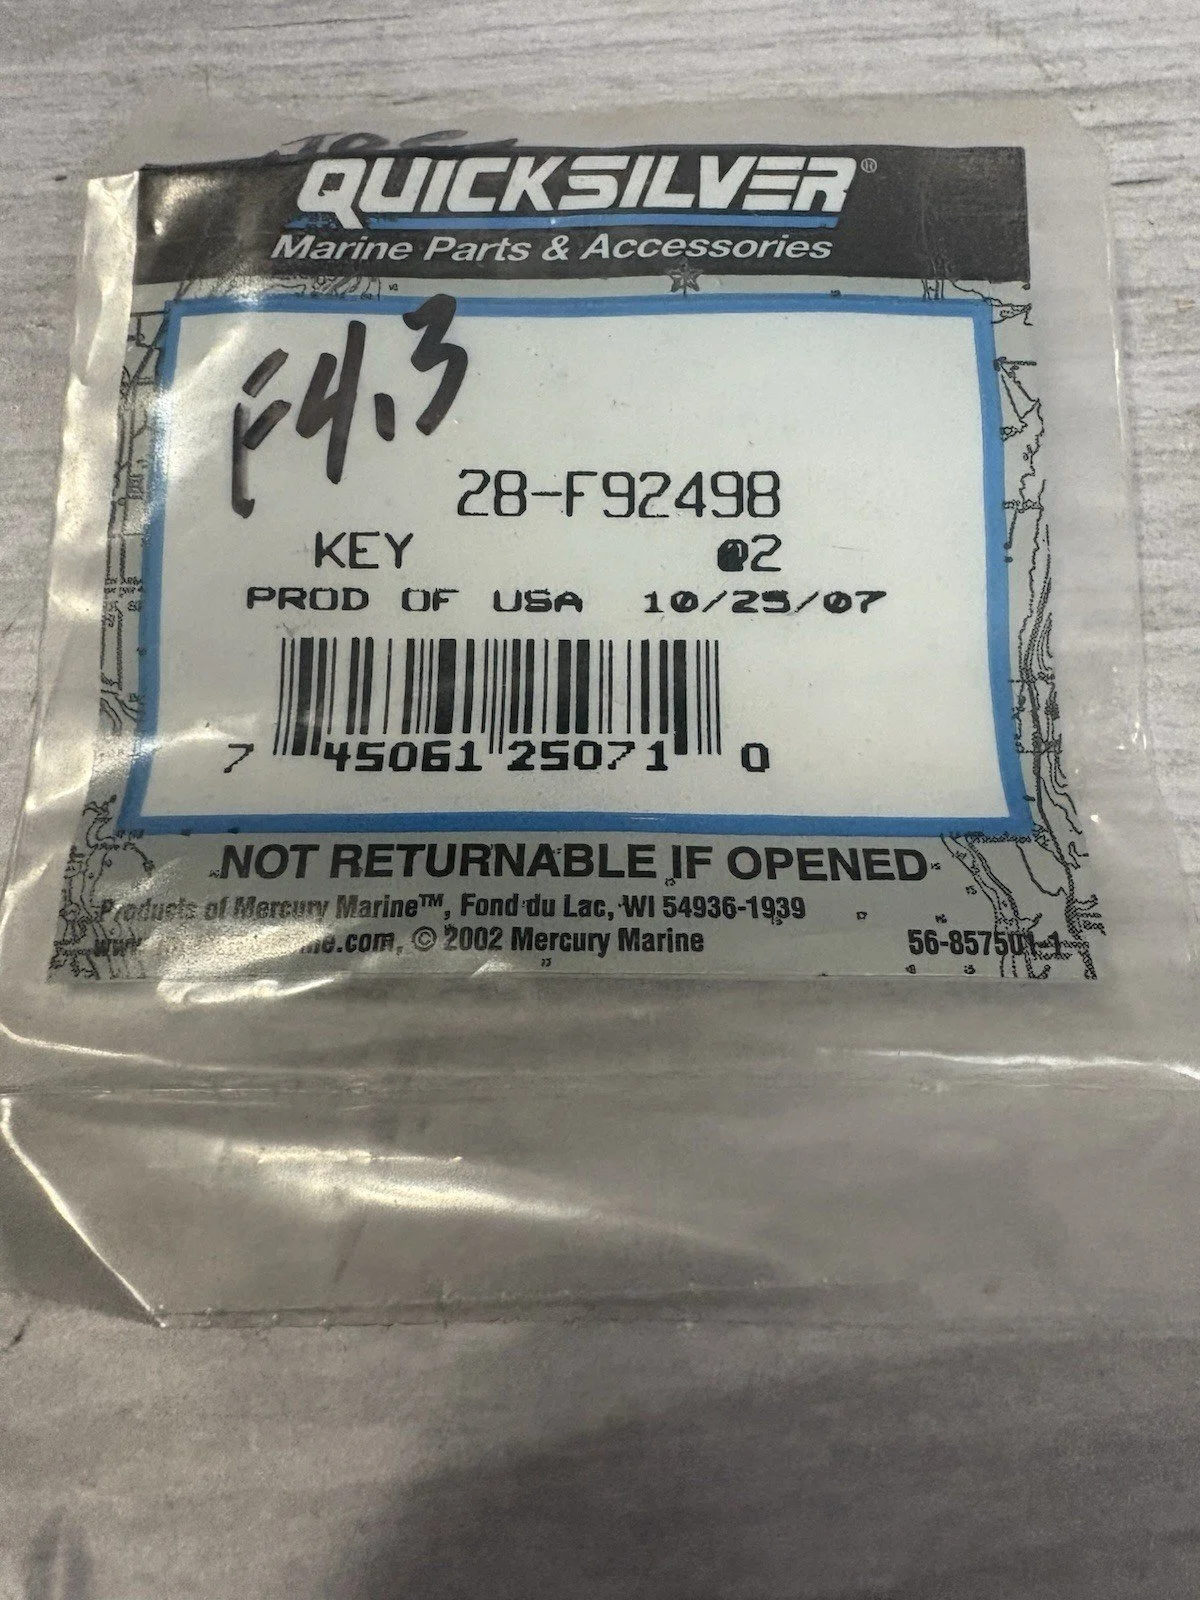 QUICKSILVER®
Marine Parts & Accessories
F4.3
28-F92498
KEY 02
PROD OF USA 10/25/07
7 45061 25071 0
NOT RETURNABLE IF OPENED
Products of Mercury Marine™, Fond du Lac, WI 54936-1939
© 2002 Mercury Marine 56-857501-1